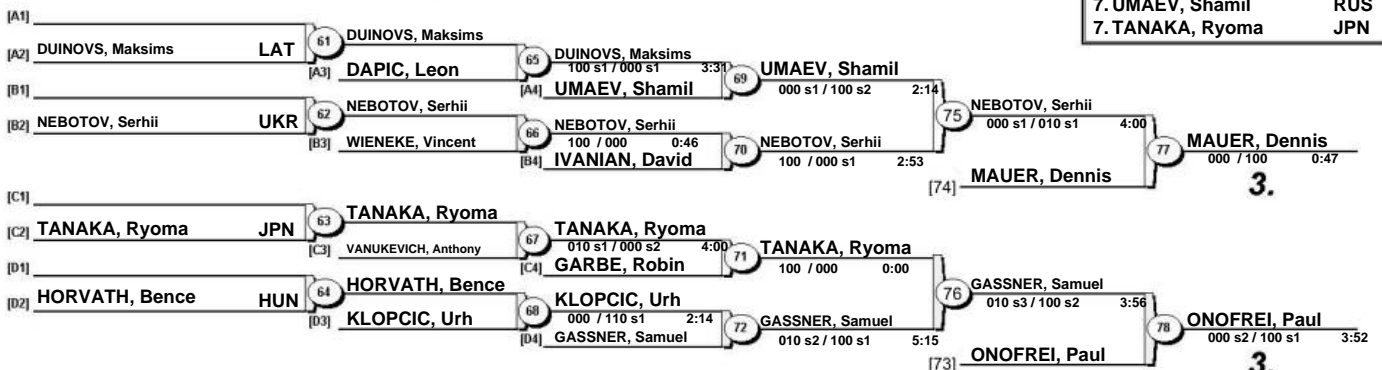 7. UMAEV, Shamil RUS
7. TANAKA, Ryoma JPN
[A1]
[A2] DUINOVS, Maksims LAT
61
DUINOVS, Maksims
[A3] DAPIC, Leon
65
DUINOVS, Maksims
100 s1 / 000 s1 3:31
[A4] UMAEV, Shamil
69
UMAEV, Shamil
000 s1 / 100 s2 2:14
[B1]
[B2] NEBOTOV, Serhii UKR
62
NEBOTOV, Serhii
[B3] WIENEKE, Vincent
66
NEBOTOV, Serhii
100 / 000 0:46
[B4] IVANIAN, David
70
NEBOTOV, Serhii
100 / 000 s1 2:53
75
NEBOTOV, Serhii
000 s1 / 010 s1 4:00
[74] MAUER, Dennis
77
MAUER, Dennis
000 / 100 0:47
3.
[C1]
[C2] TANAKA, Ryoma JPN
63
TANAKA, Ryoma
[C3] VANUKEVICH, Anthony
67
TANAKA, Ryoma
010 s1 / 000 s2 4:00
[C4] GARBE, Robin
71
TANAKA, Ryoma
100 / 000 0:00
[D1]
[D2] HORVATH, Bence HUN
64
HORVATH, Bence
[D3] KLOPCIC, Urh
68
KLOPCIC, Urh
000 / 110 s1 2:14
[D4] GASSNER, Samuel
72
GASSNER, Samuel
010 s2 / 100 s1 5:15
76
GASSNER, Samuel
010 s3 / 100 s2 3:56
[73] ONOFREI, Paul
78
ONOFREI, Paul
000 s2 / 100 s1 3:52
3.